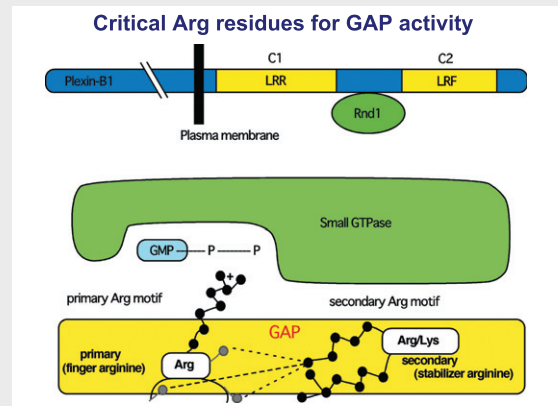 Critical Arg residues for GAP activity
C1
C2
Plexin-B1
LRR
LRF
Rnd1
Plasma membrane
Small GTPase
GMP
P
P
+
primary Arg motif
secondary Arg motif
GAP
primary
(finger arginine)
Arg
Arg/Lys
secondary
(stabilizer arginine)